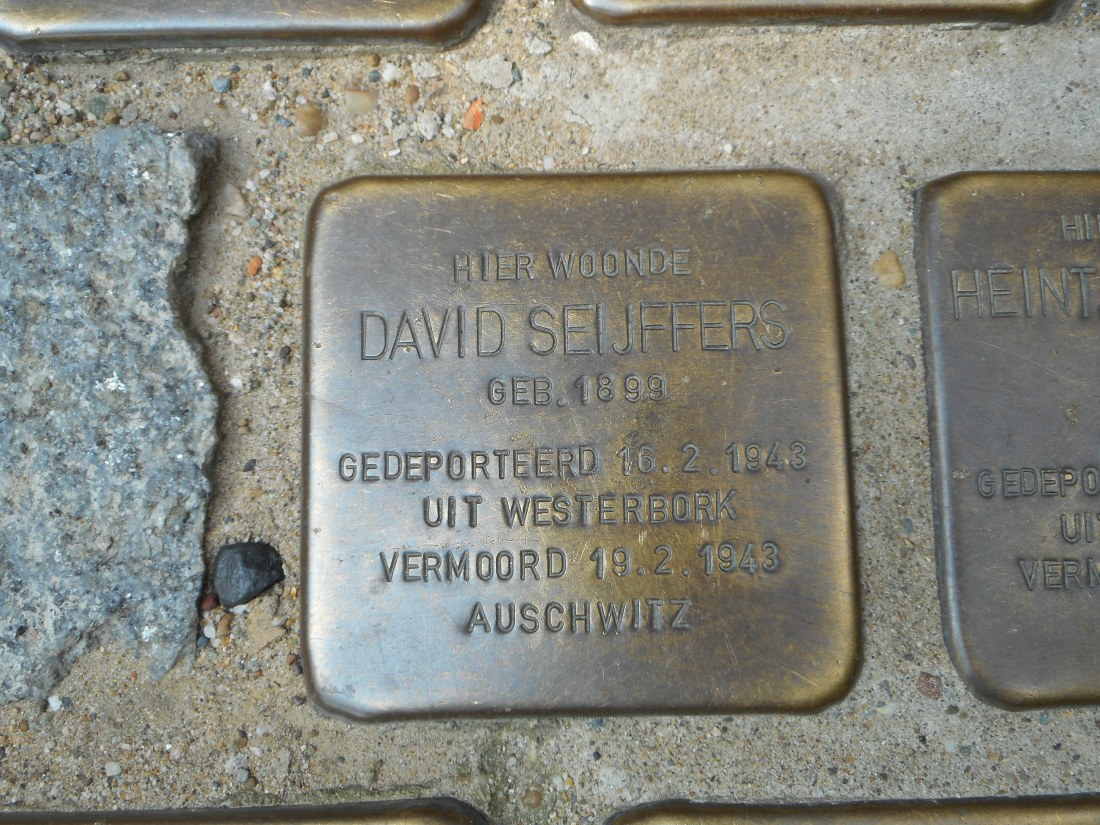 HIER WOONDE
DAVID SEIJFFERS
GEB. 1899
GEDEPORTEERD 16.2.1943
UIT WESTERBORK
VERMOORD 19.2.1943
AUSCHWITZ